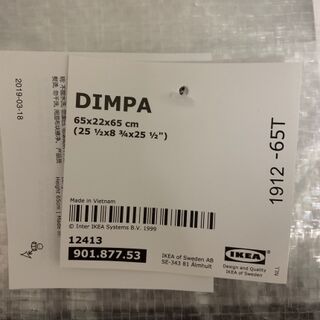 DIMPA
65x22x65 cm
(25 ½x8 ¾x25 ½")
Made in Vietnam
© Inter IKEA Systems B.V. 1999
12413
901.877.53
IKEA of Sweden AB
SE-343 81 Älmhult
IKEA
Design and Quality
IKEA of Sweden
1912 -65T
2019-03-18